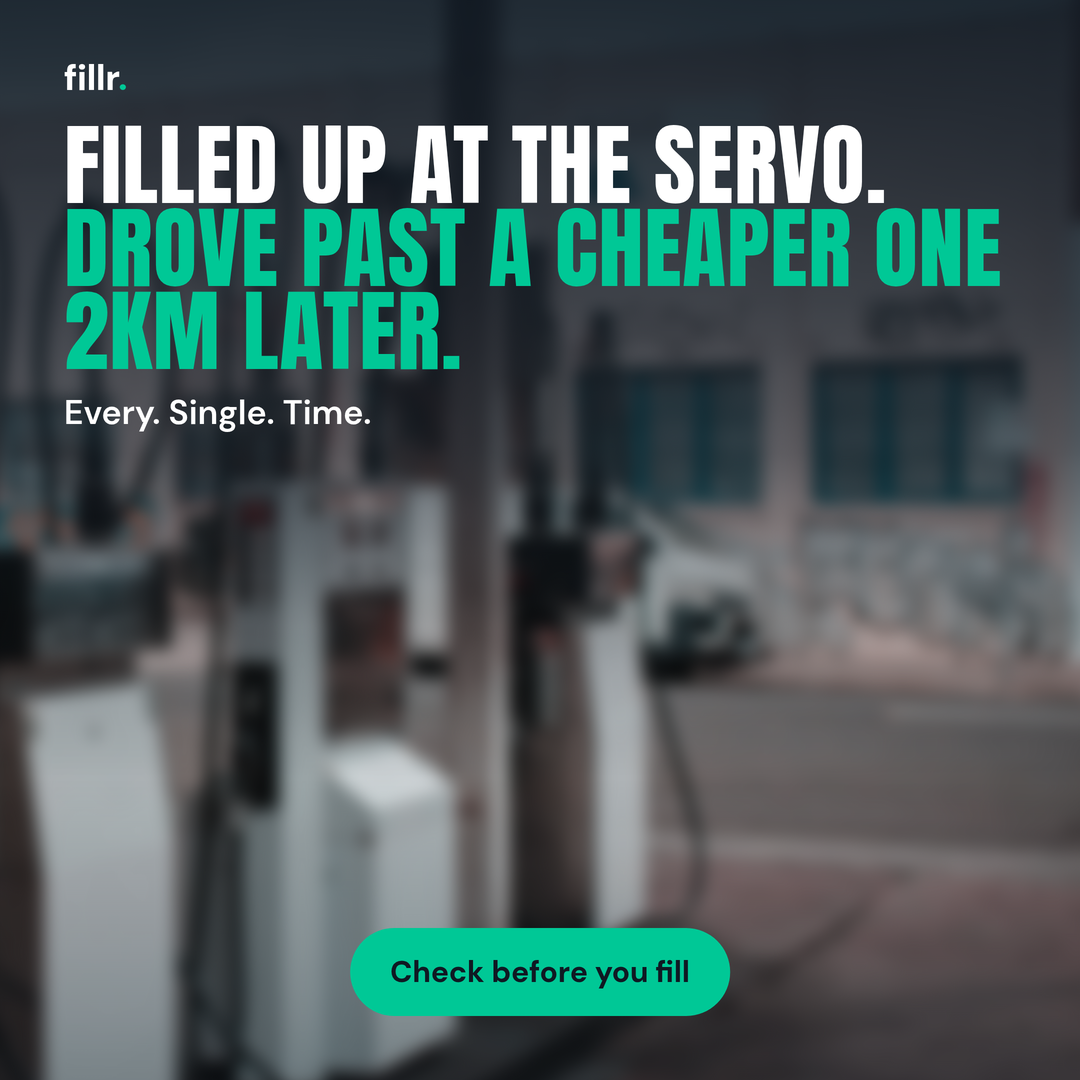 fillr.
FILLED UP AT THE SERVO.
DROVE PAST A CHEAPER ONE
2KM LATER.
Every. Single. Time.
Check before you fill